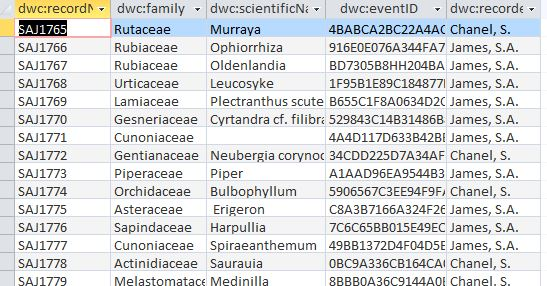 dwc:recordN dwc:family dwc:scientificNa dwc:eventID dwc:recorde
SAJ1765 Rutaceae Murraya 4BABCA2BC22A4AC Chanel, S.
SAJ1766 Rubiaceae Ophiorrhiza 916E0E076A344FA7 James, S.A.
SAJ1767 Rubiaceae Oldenlandia BD7305B8HH204BA James, S.A.
SAJ1768 Urticaceae Leucosyke 1F95B1E89C184877 James, S.A.
SAJ1769 Lamiaceae Plectranthus scute B655C1F8A0634D2C James, S.A.
SAJ1770 Gesneriaceae Cyrtandra cf. filibra 529843C14B31486B James, S.A.
SAJ1771 Cunoniaceae 4A4D117D633B42BE James, S.A.
SAJ1772 Gentianaceae Neubergia corynoc 34CDD225D7A34AF Chanel, S.
SAJ1773 Piperaceae Piper A1AAD96EA9544B3 James, S.A.
SAJ1774 Orchidaceae Bulbophyllum 5906567C3EE94F9F Chanel, S.
SAJ1775 Asteraceae Erigeron C8A3B7166A324F26 James, S.A.
SAJ1776 Sapindaceae Harpullia 7C6C65BB015E49EC James, S.A.
SAJ1777 Cunoniaceae Spiraeanthemum 49BB1372D4F04D5E James, S.A.
SAJ1778 Actinidiaceae Saurauia 0BC9A336CB164CA Chanel, S.
SAJ1779 Melastomatac Medinilla 8BBB0A36C9144A0 James, S.A.